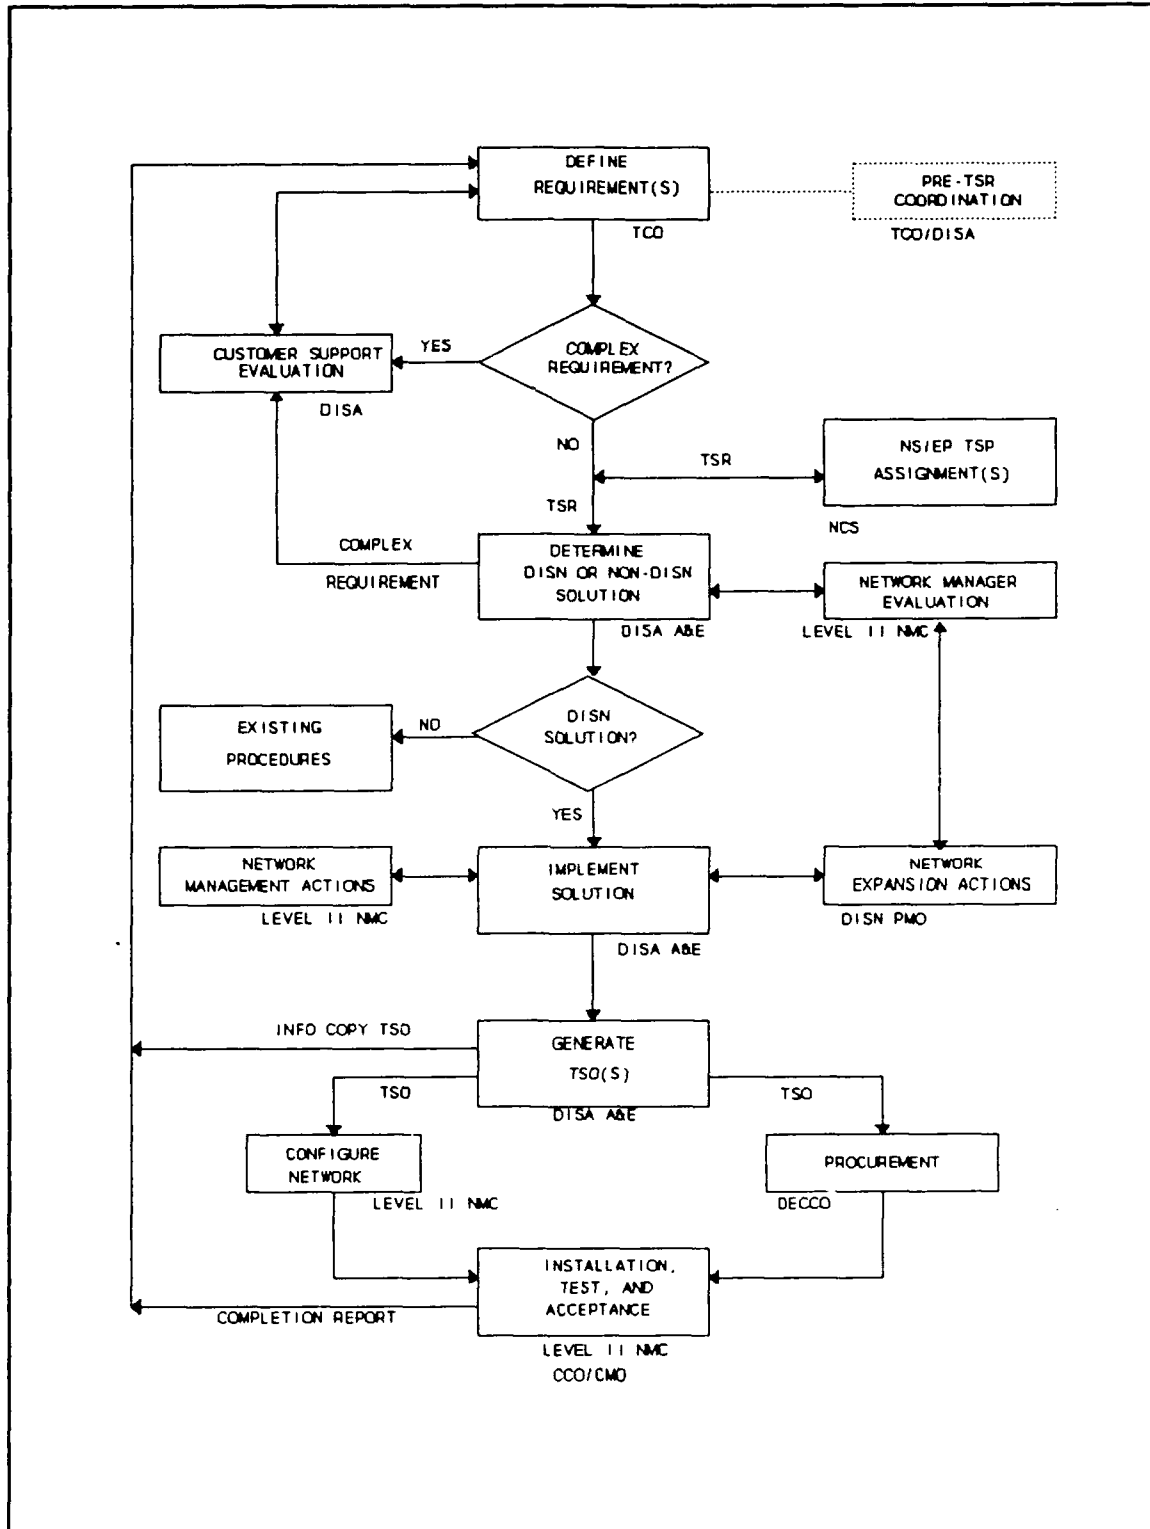 DEFINE
REQUIREMENT(S)
TCO
PRE-TSR
COORDINATION
TCO/DISA
COMPLEX
REQUIREMENT?
YES
CUSTOMER SUPPORT
EVALUATION
DISA
NO
TSR
NS/EP TSP
ASSIGNMENT(S)
NCS
TSR
COMPLEX
REQUIREMENT
DETERMINE
DISN OR NON-DISN
SOLUTION
DISA A&E
NETWORK MANAGER
EVALUATION
LEVEL II NMC
DISN
SOLUTION?
NO
EXISTING
PROCEDURES
YES
NETWORK
MANAGEMENT ACTIONS
LEVEL II NMC
IMPLEMENT
SOLUTION
DISA A&E
NETWORK
EXPANSION ACTIONS
DISN PMO
INFO COPY TSO
GENERATE
TSO(S)
DISA A&E
TSO
TSO
CONFIGURE
NETWORK
LEVEL II NMC
PROCUREMENT
DECCO
INSTALLATION,
TEST, AND
ACCEPTANCE
COMPLETION REPORT
LEVEL II NMC
CCO/CMO